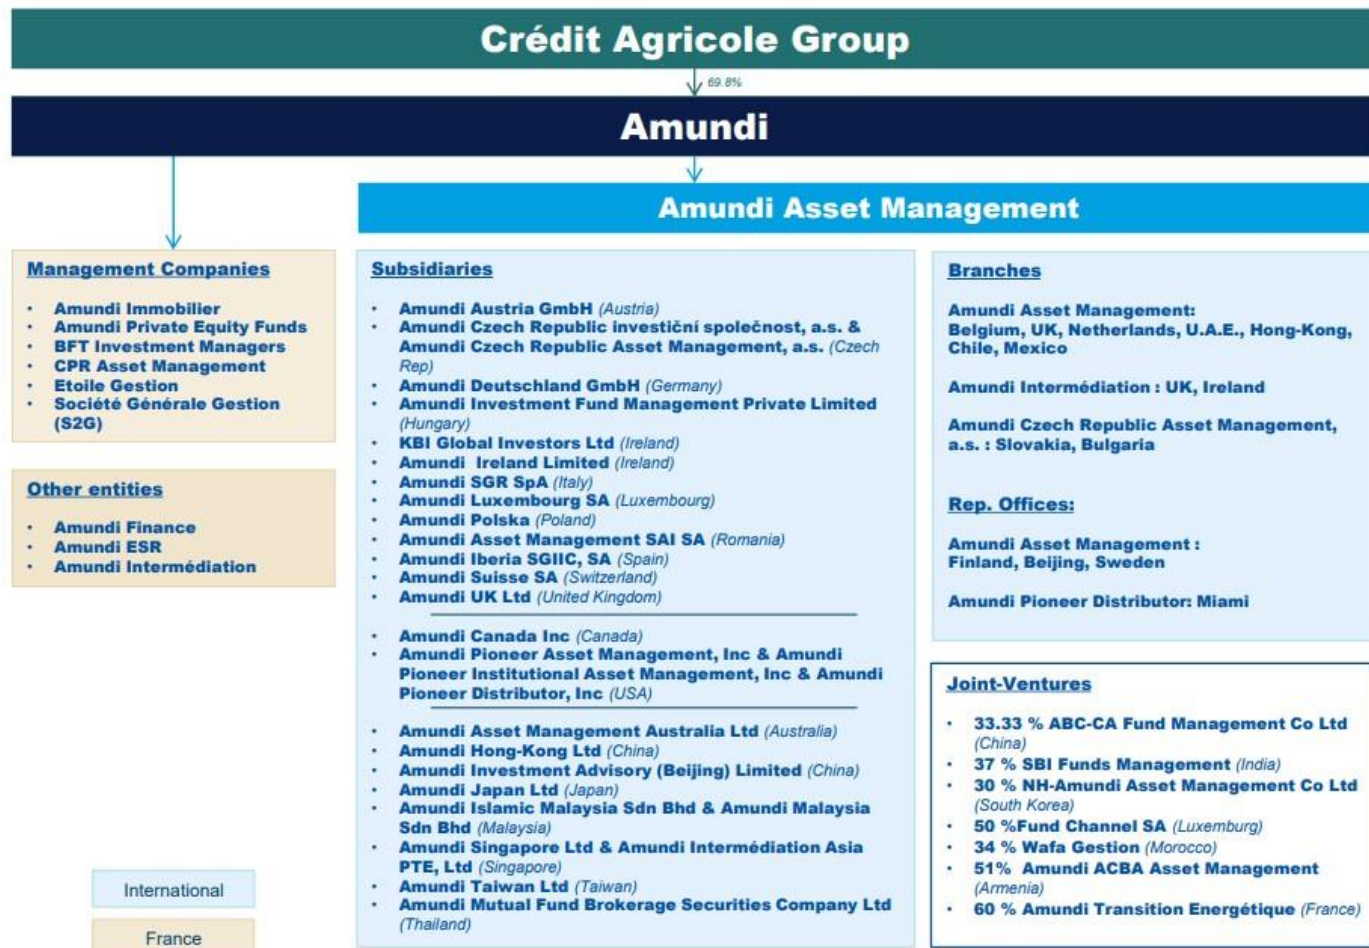 Crédit Agricole Group
69.8%
Amundi
Amundi Asset Management
Management Companies
• Amundi Immobilier
• Amundi Private Equity Funds
• BFT Investment Managers
• CPR Asset Management
• Etoile Gestion
• Société Générale Gestion
(S2G)
Other entities
• Amundi Finance
• Amundi ESR
• Amundi Intermédiation
International
France
Subsidiaries
• Amundi Austria GmbH (Austria)
• Amundi Czech Republic investiční společnost, a.s. &
Amundi Czech Republic Asset Management, a.s. (Czech
Rep)
• Amundi Deutschland GmbH (Germany)
• Amundi Investment Fund Management Private Limited
(Hungary)
• KBI Global Investors Ltd (Ireland)
• Amundi Ireland Limited (Ireland)
• Amundi SGR SpA (Italy)
• Amundi Luxembourg SA (Luxembourg)
• Amundi Polska (Poland)
• Amundi Asset Management SAI SA (Romania)
• Amundi Iberia SGIIC, SA (Spain)
• Amundi Suisse SA (Switzerland)
• Amundi UK Ltd (United Kingdom)
• Amundi Canada Inc (Canada)
• Amundi Pioneer Asset Management, Inc & Amundi
Pioneer Institutional Asset Management, Inc & Amundi
Pioneer Distributor, Inc (USA)
• Amundi Asset Management Australia Ltd (Australia)
• Amundi Hong-Kong Ltd (China)
• Amundi Investment Advisory (Beijing) Limited (China)
• Amundi Japan Ltd (Japan)
• Amundi Islamic Malaysia Sdn Bhd & Amundi Malaysia
Sdn Bhd (Malaysia)
• Amundi Singapore Ltd & Amundi Intermédiation Asia
PTE, Ltd (Singapore)
• Amundi Taiwan Ltd (Taiwan)
• Amundi Mutual Fund Brokerage Securities Company Ltd
(Thailand)
Branches
Amundi Asset Management:
Belgium, UK, Netherlands, U.A.E., Hong-Kong,
Chile, Mexico
Amundi Intermédiation : UK, Ireland
Amundi Czech Republic Asset Management,
a.s. : Slovakia, Bulgaria
Rep. Offices:
Amundi Asset Management :
Finland, Beijing, Sweden
Amundi Pioneer Distributor: Miami
Joint-Ventures
• 33.33 % ABC-CA Fund Management Co Ltd
(China)
• 37 % SBI Funds Management (India)
• 30 % NH-Amundi Asset Management Co Ltd
(South Korea)
• 50 %Fund Channel SA (Luxemburg)
• 34 % Wafa Gestion (Morocco)
• 51% Amundi ACBA Asset Management
(Armenia)
• 60 % Amundi Transition Energétique (France)